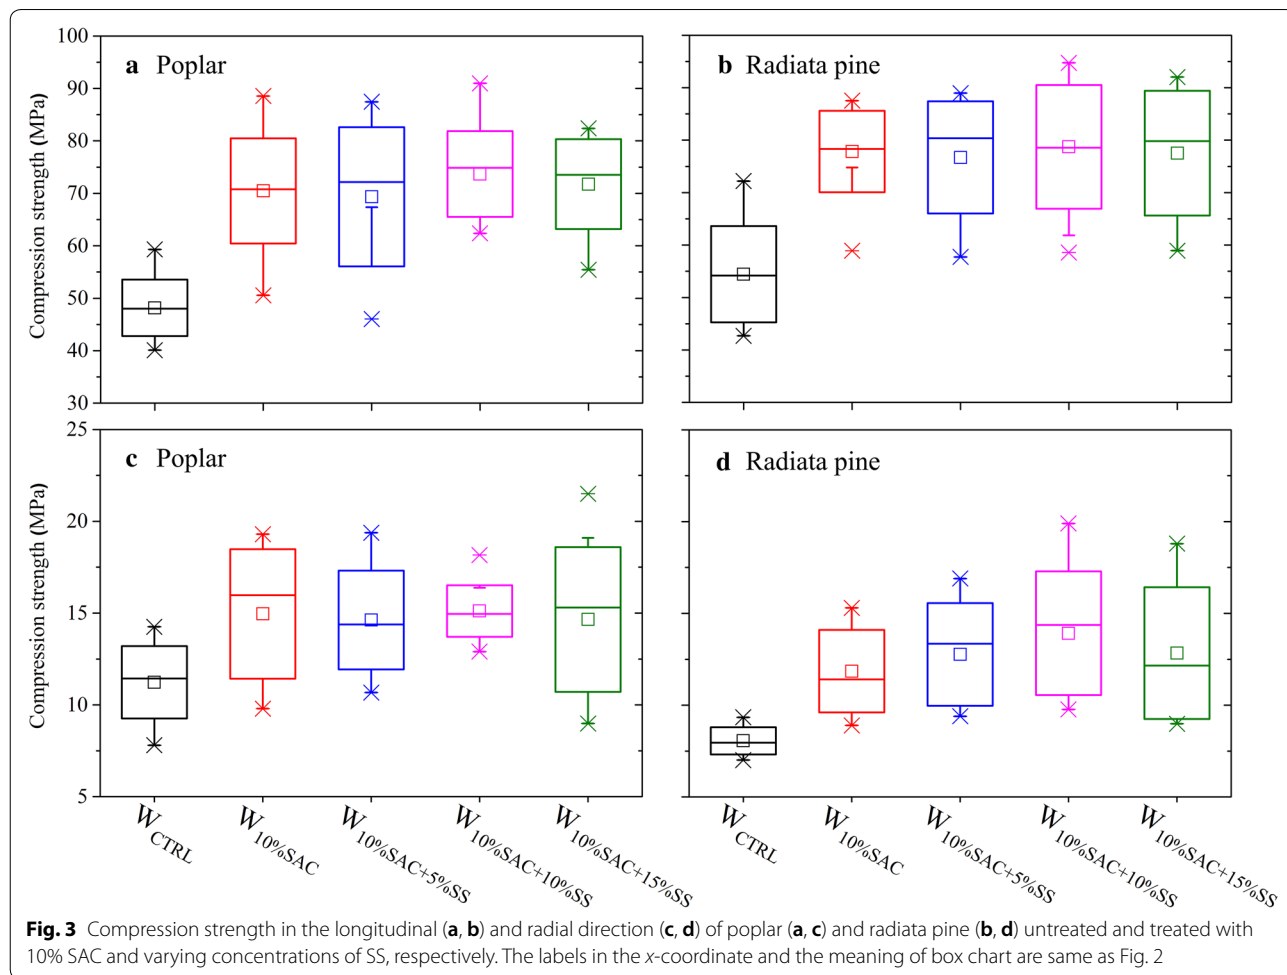 100
90
80
70
60
50
40
30
Compression strength (MPa)
a Poplar
b Radiata pine
25
20
15
10
5
Compression strength (MPa)
c Poplar
d Radiata pine
W CTRL
W 10%SAC
W 10%SAC+5%SS
W 10%SAC+10%SS
W 10%SAC+15%SS
W CTRL
W 10%SAC
W 10%SAC+5%SS
W 10%SAC+10%SS
W 10%SAC+15%SS
Fig. 3 Compression strength in the longitudinal (a, b) and radial direction (c, d) of poplar (a, c) and radiata pine (b, d) untreated and treated with
10% SAC and varying concentrations of SS, respectively. The labels in the x-coordinate and the meaning of box chart are same as Fig. 2